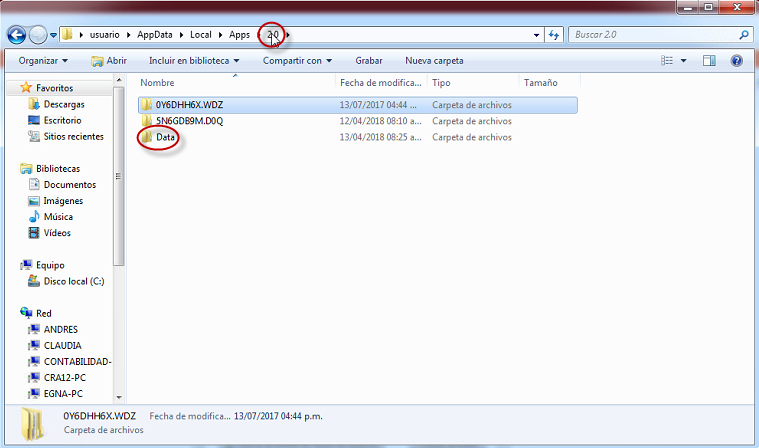 usuario AppData Local Apps 2.0 Buscar 2.0
Organizar Abrir Incluir en biblioteca Compartir con Grabar Nueva carpeta
Nombre Fecha de modifica... Tipo Tamaño
Favoritos
Descargas
Escritorio
Sitios recientes
Bibliotecas
Documentos
Imágenes
Música
Vídeos
Equipo
Disco local (C:)
Red
ANDRES
CLAUDIA
CONTABILIDAD-
CRA12-PC
EGNA-PC
0Y6DHH6X.WDZ 13/07/2017 04:44 ... Carpeta de archivos
5N6GDB9M.D0Q 12/04/2018 08:10 a... Carpeta de archivos
Data 13/04/2018 08:25 a... Carpeta de archivos
0Y6DHH6X.WDZ Fecha de modifica... 13/07/2017 04:44 p.m.
Carpeta de archivos